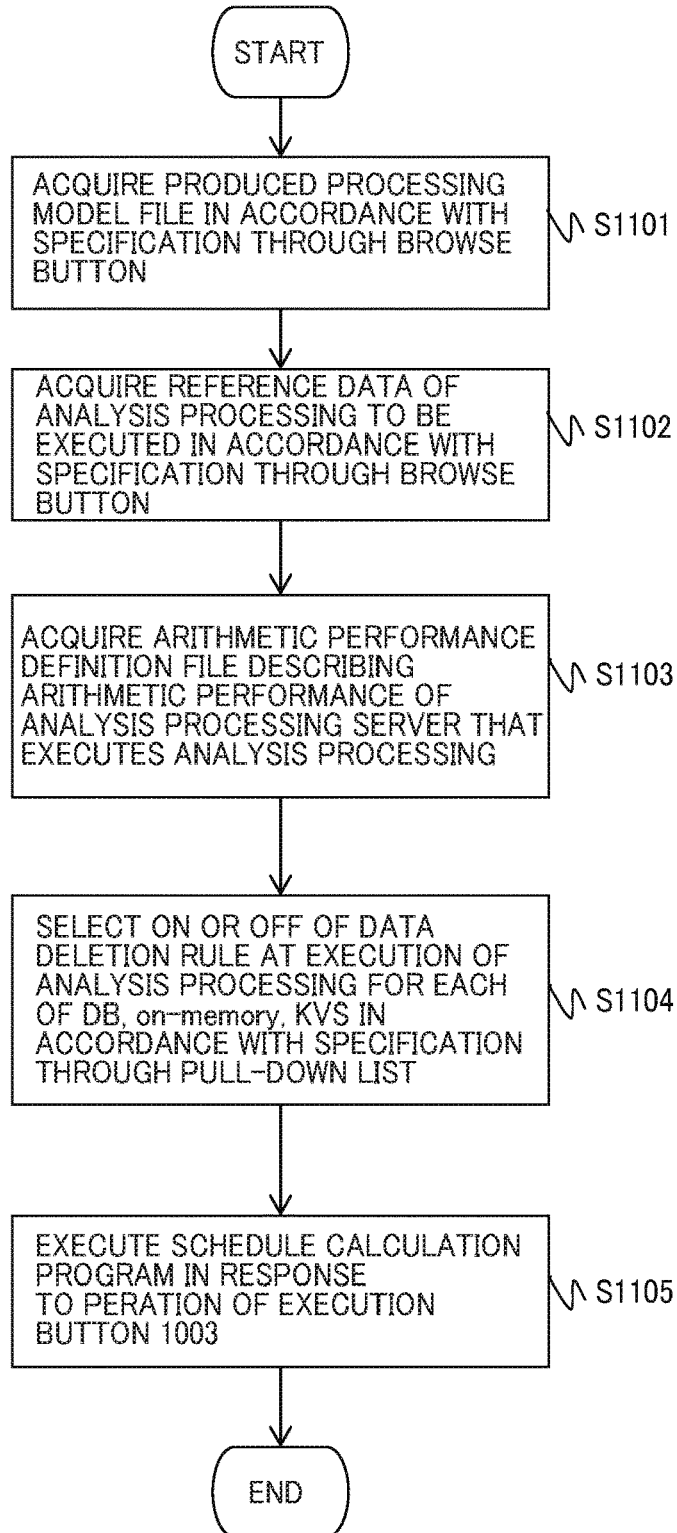 START
ACQUIRE PRODUCED PROCESSING
MODEL FILE IN ACCORDANCE WITH
SPECIFICATION THROUGH BROWSE
BUTTON
S1101
ACQUIRE REFERENCE DATA OF
ANALYSIS PROCESSING TO BE
EXECUTED IN ACCORDANCE WITH
SPECIFICATION THROUGH BROWSE
BUTTON
S1102
ACQUIRE ARITHMETIC PERFORMANCE
DEFINITION FILE DESCRIBING
ARITHMETIC PERFORMANCE OF
ANALYSIS PROCESSING SERVER THAT
EXECUTES ANALYSIS PROCESSING
S1103
SELECT ON OR OFF OF DATA
DELETION RULE AT EXECUTION OF
ANALYSIS PROCESSING FOR EACH
OF DB, on-memory, KVS IN
ACCORDANCE WITH SPECIFICATION
THROUGH PULL-DOWN LIST
S1104
EXECUTE SCHEDULE CALCULATION
PROGRAM IN RESPONSE
TO PERATION OF EXECUTION
BUTTON 1003
S1105
END